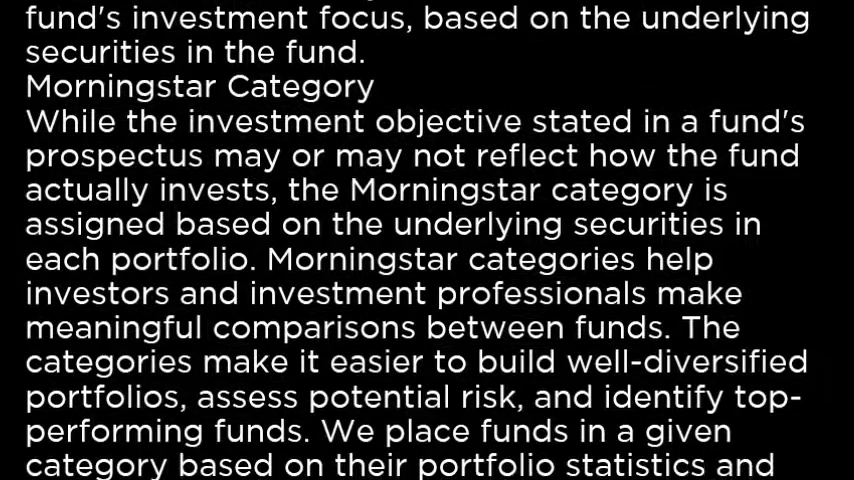 fund's investment focus, based on the underlying
securities in the fund.
Morningstar Category
While the investment objective stated in a fund's
prospectus may or may not reflect how the fund
actually invests, the Morningstar category is
assigned based on the underlying securities in
each portfolio. Morningstar categories help
investors and investment professionals make
meaningful comparisons between funds. The
categories make it easier to build well-diversified
portfolios, assess potential risk, and identify top-
performing funds. We place funds in a given
category based on their portfolio statistics and